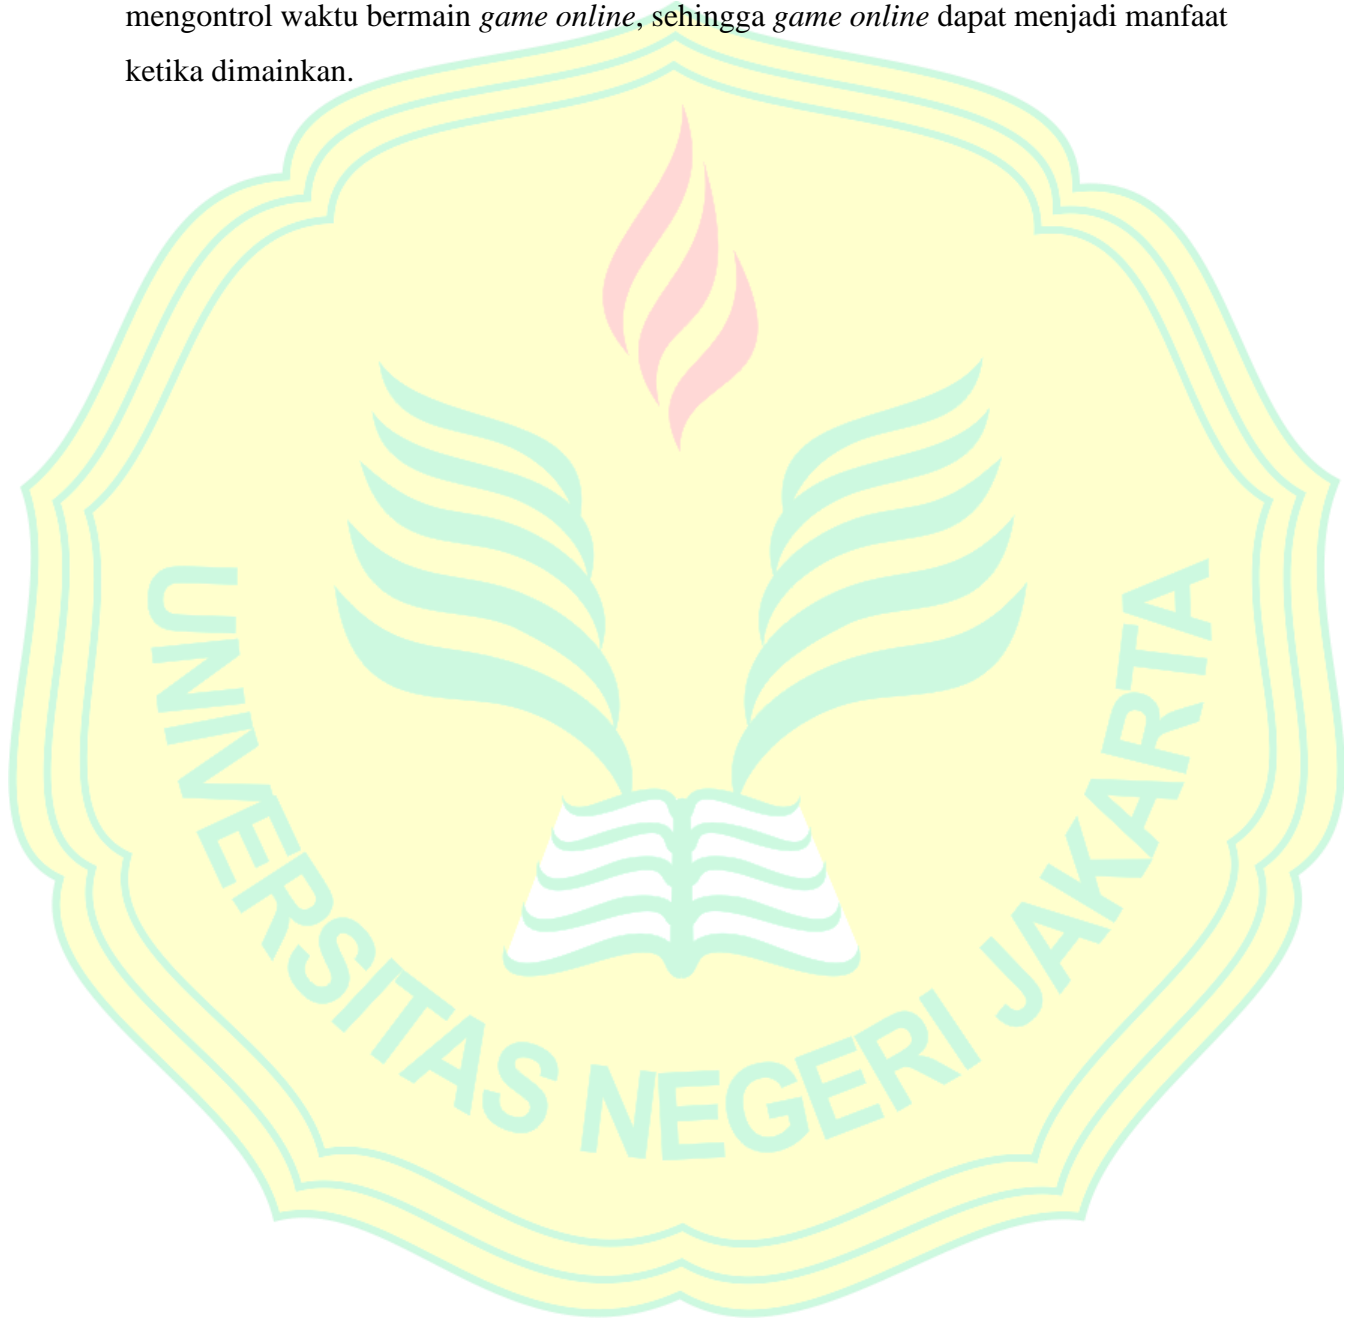 mengontrol waktu bermain game online, sehingga game online dapat menjadi manfaat
ketika dimainkan.
UNIVERSITAS NEGERI JAKARTA